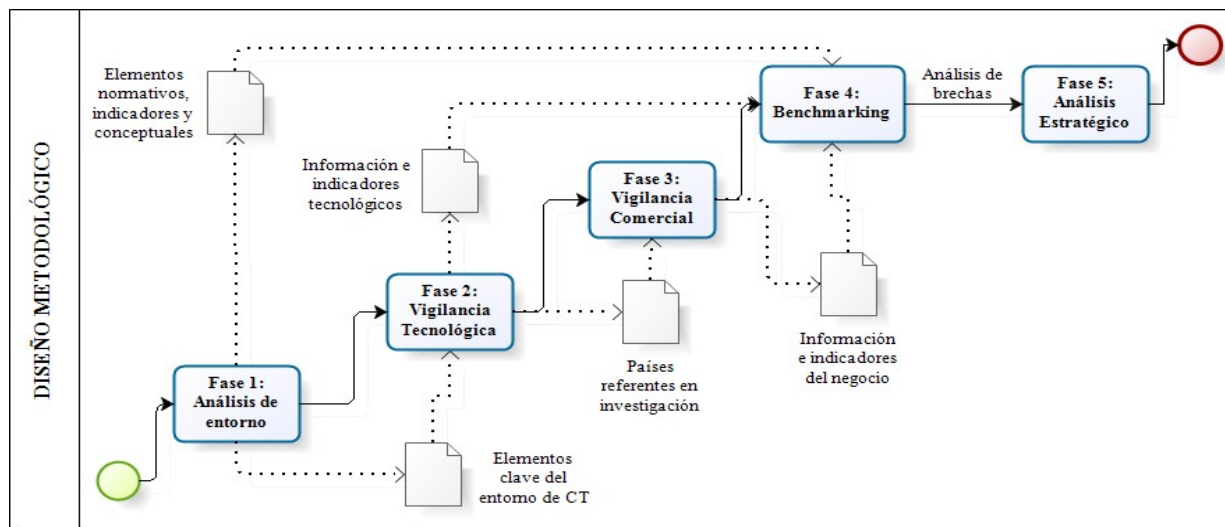 DISEÑO METODOLÓGICO
Elementos
normativos,
indicadores y
conceptuales
Fase 1:
Análisis de
entorno
Información e
indicadores
tecnológicos
Fase 2:
Vigilancia
Tecnológica
Elementos
clave del
entorno de CT
Fase 3:
Vigilancia
Comercial
Países
referentes en
investigación
Fase 4:
Benchmarking
Información
e indicadores
del negocio
Análisis de
brechas
Fase 5:
Análisis
Estratégico